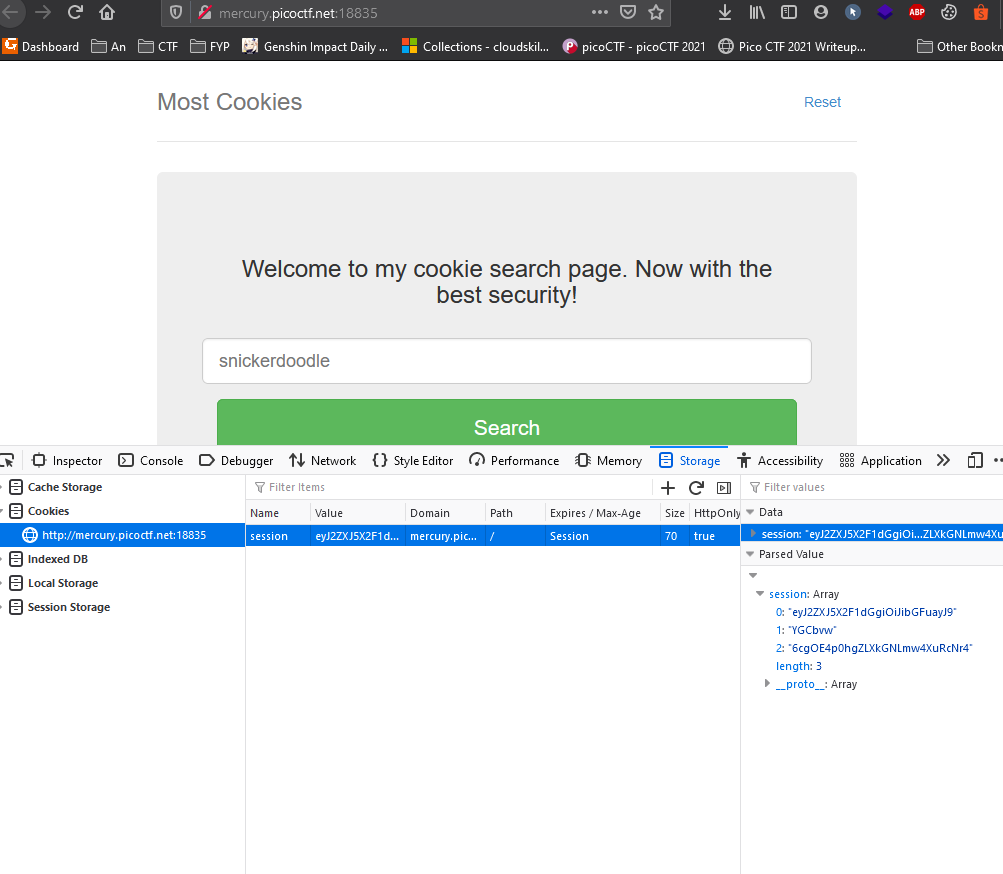 mercury.picoctf.net:18835
ABP
Dashboard An CTF FYP Genshin Impact Daily ... Collections - cloudskil... picoCTF - picoCTF 2021 Pico CTF 2021 Writeup... Other Bookn
Most Cookies Reset
Welcome to my cookie search page. Now with the
best security!
snickerdoodle
Search
Inspector Console Debugger Network Style Editor Performance Memory Storage Accessibility Application
Cache Storage
Cookies
http://mercury.picoctf.net:18835
Indexed DB
Local Storage
Session Storage
Filter Items
Name Value Domain Path Expires / Max-Age Size HttpOnly
session eyJ2ZXJ5X2F1d... mercury.pic... / Session 70 true
Filter values
Data
session: "eyJ2ZXJ5X2F1dGgiOi...ZLXkGNLmw4Xu
Parsed Value
session: Array
0: "eyJ2ZXJ5X2F1dGgiOiJibGFuayJ9"
1: "YGCbvw"
2: "6cgOE4p0hgZLXkGNLmw4XuRcNr4"
length: 3
__proto__: Array